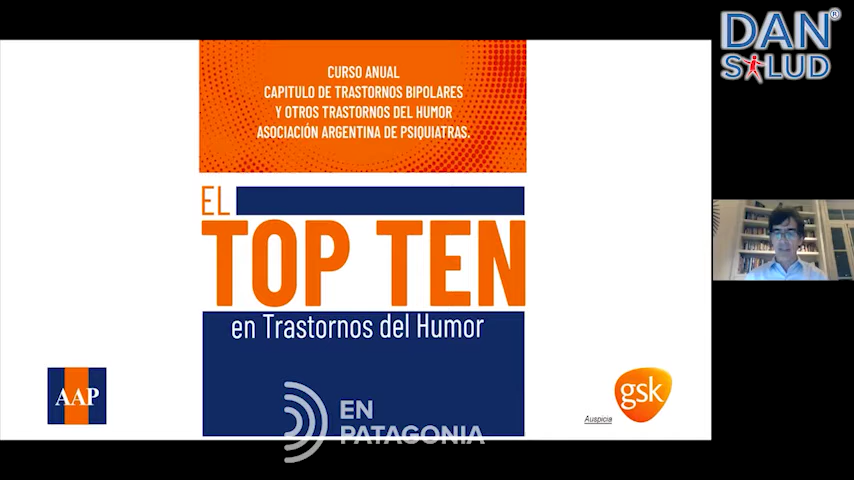 CURSO ANUAL
CAPITULO DE TRASTORNOS BIPOLARES
Y OTROS TRASTORNOS DEL HUMOR
ASOCIACIÓN ARGENTINA DE PSIQUIATRAS.
EL
TOP TEN
en Trastornos del Humor
AAP
EN
PATAGONIA
Auspicia
gsk
DAN®
SALUD